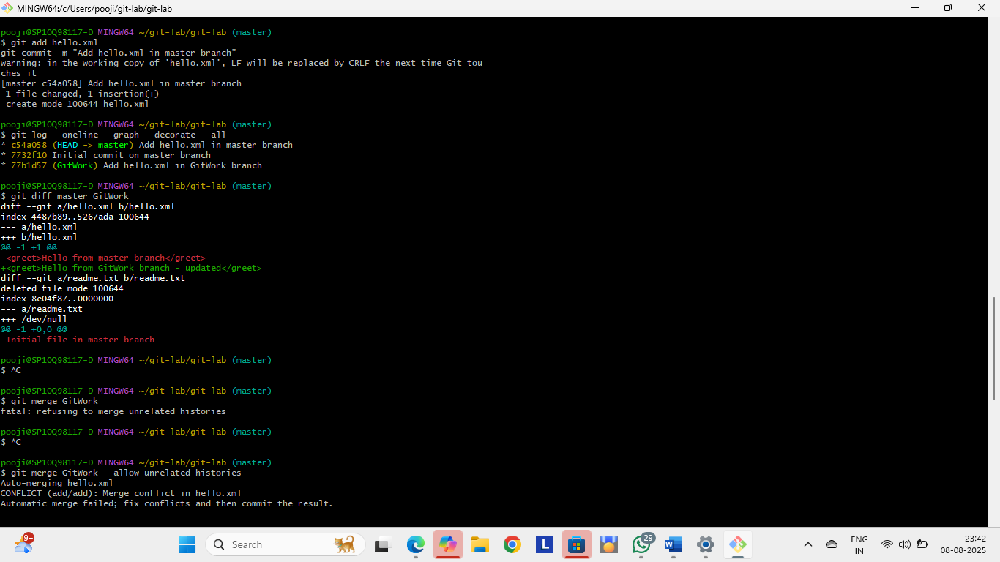 MINGW64:/c/Users/pooji/git-lab/git-lab
pooji@SP10Q98117-D MINGW64 ~/git-lab/git-lab (master)
$ git add hello.xml
git commit -m "Add hello.xml in master branch"
warning: in the working copy of 'hello.xml', LF will be replaced by CRLF the next time Git tou
ches it
[master c54a058] Add hello.xml in master branch
 1 file changed, 1 insertion(+)
 create mode 100644 hello.xml
pooji@SP10Q98117-D MINGW64 ~/git-lab/git-lab (master)
$ git log --oneline --graph --decorate --all
* c54a058 (HEAD -> master) Add hello.xml in master branch
* 7732f10 Initial commit on master branch
* 77b1d57 (GitWork) Add hello.xml in GitWork branch
pooji@SP10Q98117-D MINGW64 ~/git-lab/git-lab (master)
$ git diff master GitWork
diff --git a/hello.xml b/hello.xml
index 4487b89..5267ada 100644
--- a/hello.xml
+++ b/hello.xml
@@ -1 +1 @@
-<greet>Hello from master branch</greet>
+<greet>Hello from GitWork branch - updated</greet>
diff --git a/readme.txt b/readme.txt
deleted file mode 100644
index 8e04f87..0000000
--- a/readme.txt
+++ /dev/null
@@ -1 +0,0 @@
-Initial file in master branch
pooji@SP10Q98117-D MINGW64 ~/git-lab/git-lab (master)
$ ^C
pooji@SP10Q98117-D MINGW64 ~/git-lab/git-lab (master)
$ git merge GitWork
fatal: refusing to merge unrelated histories
pooji@SP10Q98117-D MINGW64 ~/git-lab/git-lab (master)
$ ^C
pooji@SP10Q98117-D MINGW64 ~/git-lab/git-lab (master)
$ git merge GitWork --allow-unrelated-histories
Auto-merging hello.xml
CONFLICT (add/add): Merge conflict in hello.xml
Automatic merge failed; fix conflicts and then commit the result.
9+
Search
L
29
W
ENG
IN
23:42
08-08-2025